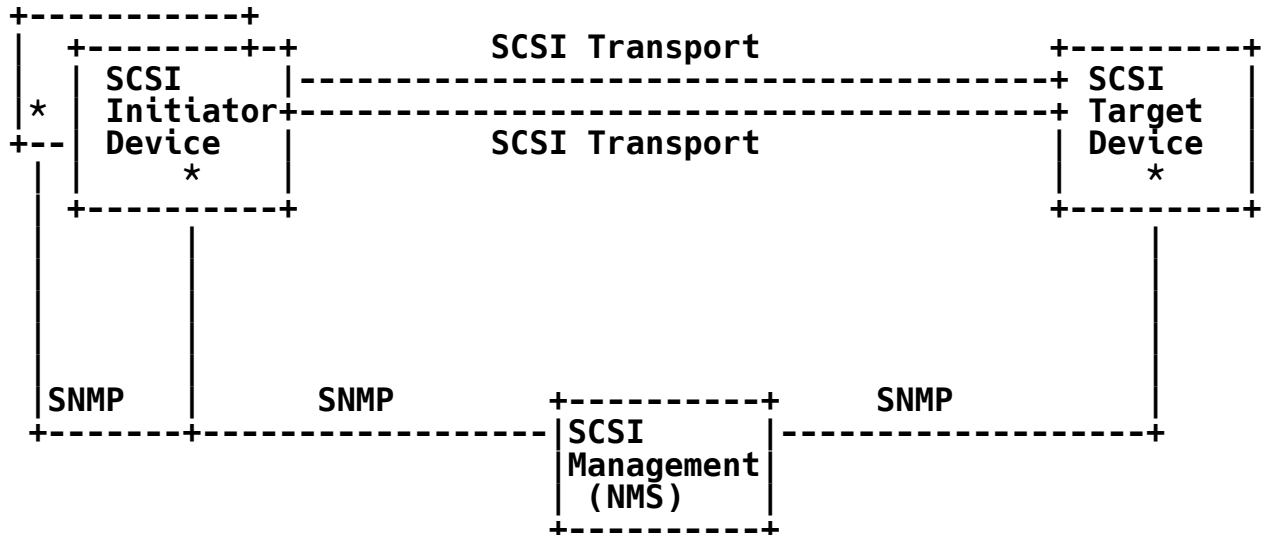 +-----------+
|  +--------+-+          SCSI Transport               +---------+
|  | SCSI     |---------------------------------------+ SCSI    |
|* | Initiator+---------------------------------------+ Target  |
+--| Device   |          SCSI Transport               | Device  |
 | |     *    |                                       |    *    |
 | +----------+                                       +---------+
 |       |                                                 |
 |       |                                                 |
 |       |                                                 |
 |       |                                                 |
 |       |                                                 |
 |SNMP   |      SNMP        +----------+     SNMP          |
 +-------+------------------|SCSI      |-------------------+
                            |Management|
                            | (NMS)    |
                            +----------+